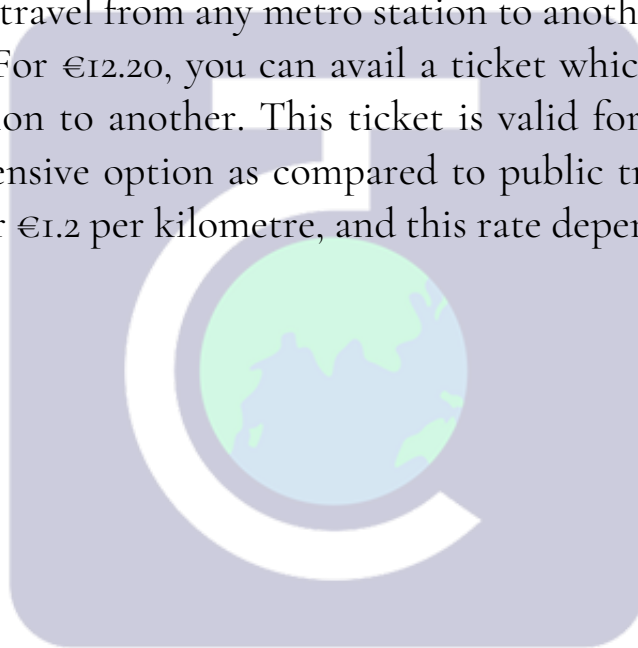 travel from any metro station to anoth
For €12.20, you can avail a ticket whic
on to another. This ticket is valid for
ensive option as compared to public tr
r €1.2 per kilometre, and this rate depen